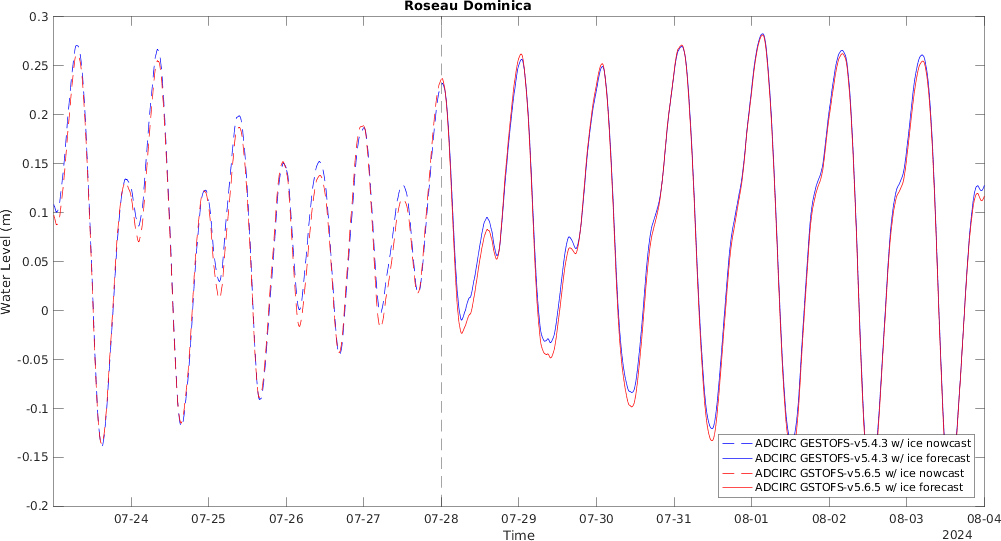 Roseau Dominica
0.3
0.25
0.2
0.15
0.1
0.05
0
-0.05
-0.1
-0.15
-0.2
Water Level (m)
ADCIRC GESTOFS-v5.4.3 w/ ice nowcast
ADCIRC GESTOFS-v5.4.3 w/ ice forecast
ADCIRC GSTOFS-v5.6.5 w/ ice nowcast
ADCIRC GSTOFS-v5.6.5 w/ ice forecast
07-24 07-25 07-26 07-27 07-28 07-29 07-30 07-31 08-01 08-02 08-03 08-04
Time
2024